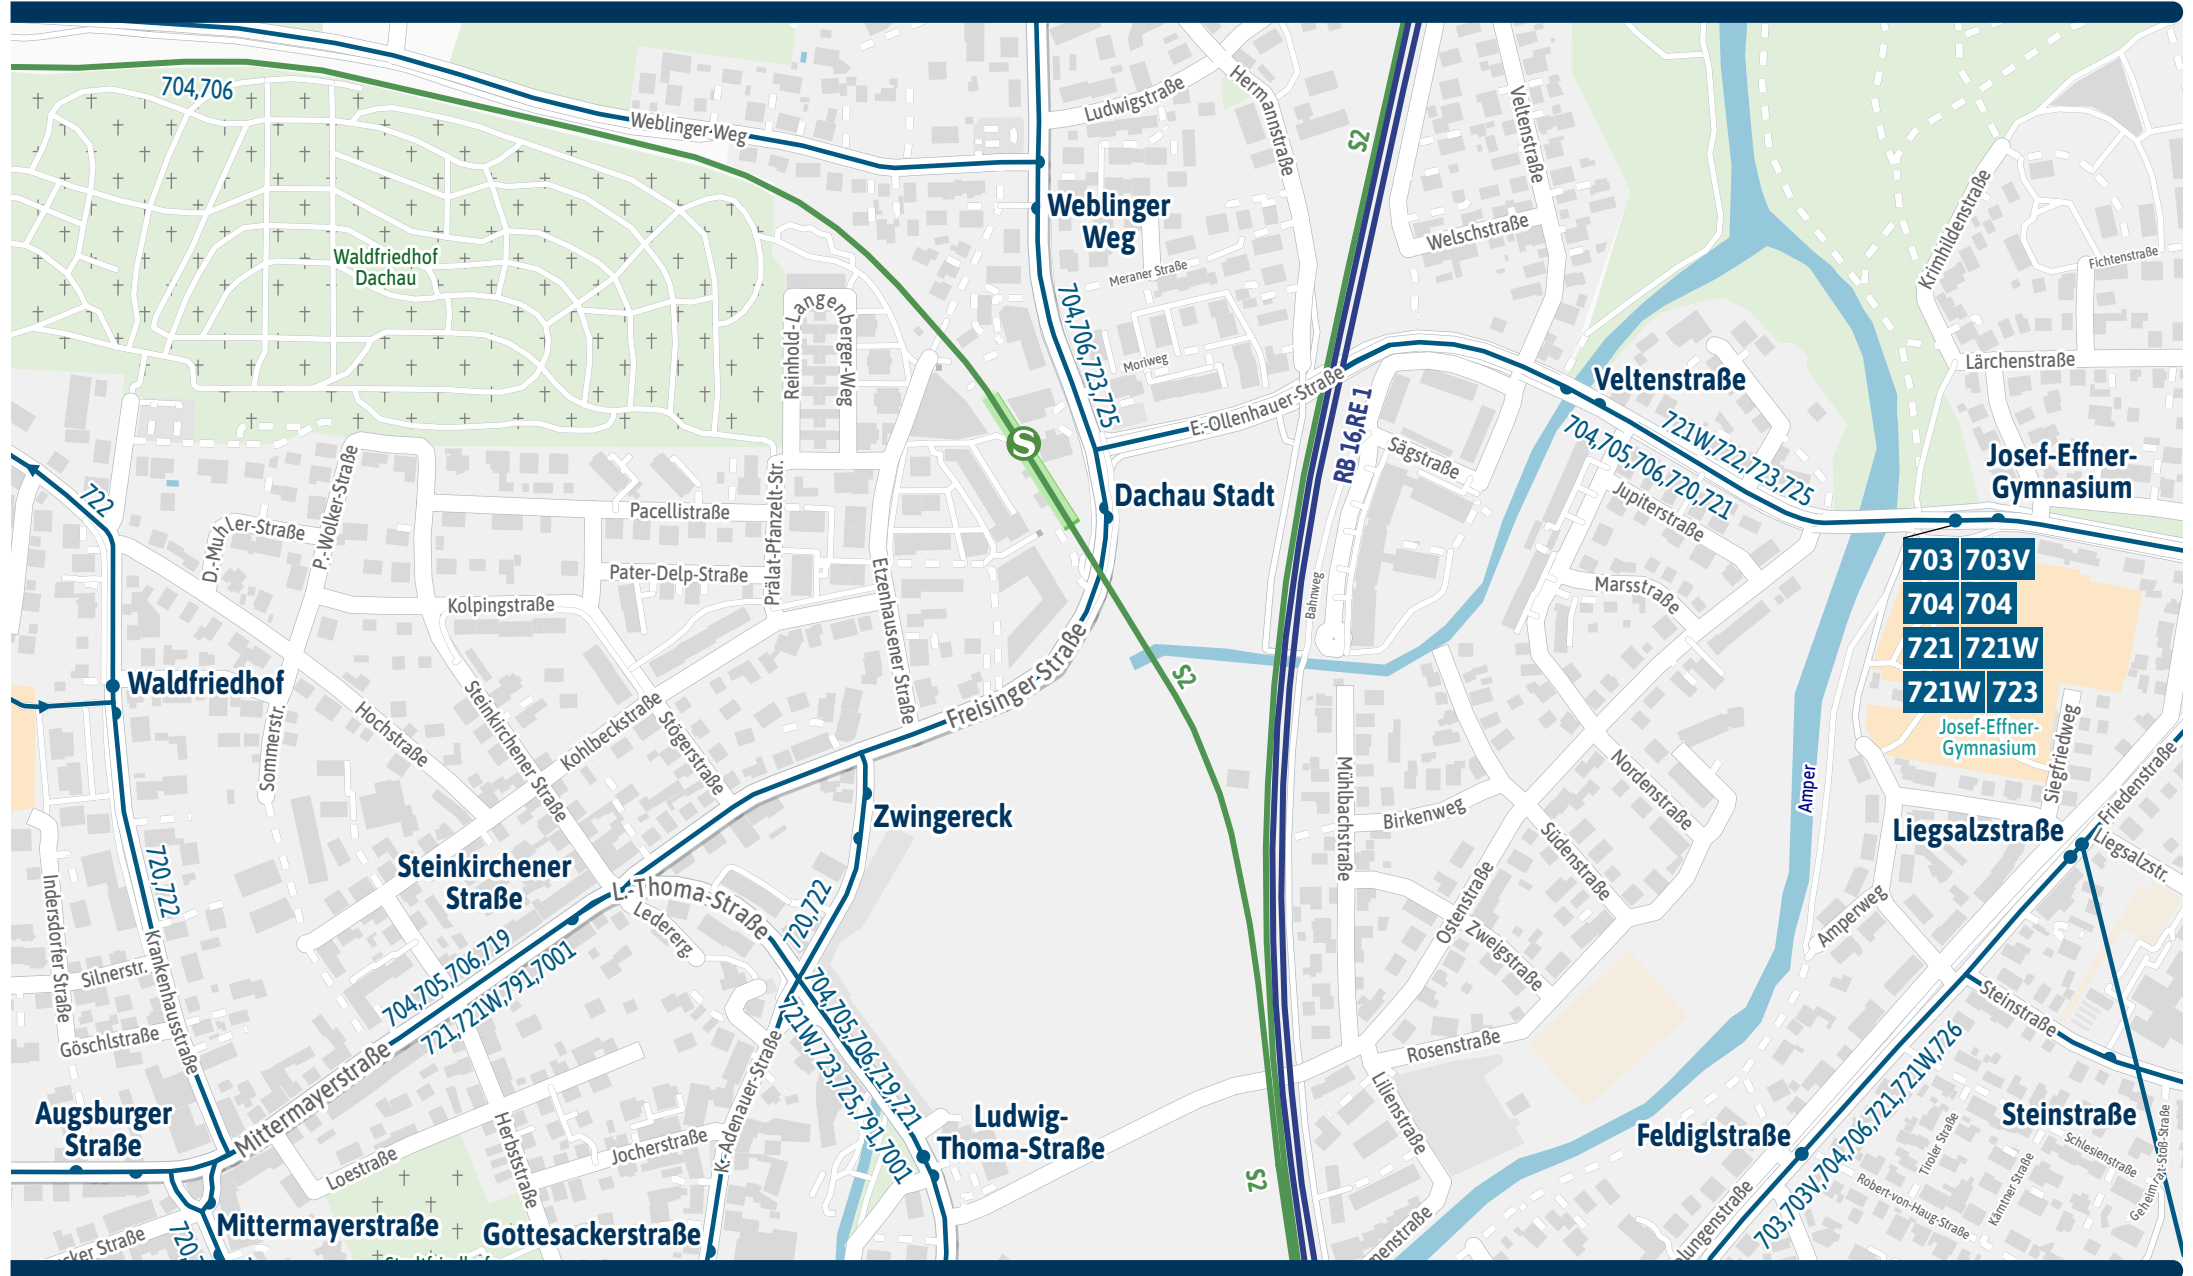 704,706
Weblinger Weg
Ludwigstraße
Hermannstraße
S2
Veltenstraße
Weblinger
Weg
Welschstraße
Krimhildenstraße
Fichtenstraße
Waldfriedhof
Dachau
Meraner Straße
704,706,723,725
Reinhold-Langenberger-Weg
Moriweg
Lärchenstraße
E.-Ollenhauer-Straße
RB 16,RE 1
Veltenstraße
721W,722,723,725
704,705,706,720,721
S
Sägstraße
Josef-Effner-
Gymnasium
722
Dachau Stadt
Jupiterstraße
Pacellistraße
P.-Wolker-Straße
Prälat-Pfanzelt-Str.
D.-Muhler-Straße
Pater-Delp-Straße
Kolpingstraße
Etzenhausener Straße
Bahnweg
Marsstraße
703 703V
704 704
721 721W
721W 723
Josef-Effner-
Gymnasium
Waldfriedhof
S2
Freisinger-Straße
Sommerstr.
Hochstraße
Steinkirchener Straße
Kohlbeckstraße
Stögerstraße
Siegfriedweg
Friedenstraße
Mühlbachstraße
Nordenstraße
Amper
Zwingereck
Birkenweg
Südenstraße
Liegsalzstraße
Liegsalzstr.
720,722
Steinkirchener
Straße
L.-Thoma-Straße
Ledererg.
720,722
Indersdorfer Straße
Krankenhausstraße
Ostenstraße
Zweigstraße
Amperweg
704,705,706,719
721,721W,791,7001
Silnerstr.
Göschlstraße
704,705,706,719,721
721W,723,725,791,7001
Steinstraße
Rosenstraße
Mittermayerstraße
K.-Adenauer-Straße
Lilienstraße
703,703V,704,706,721,721W,726
Augsburger
Straße
Ludwig-
Thoma-Straße
Feldiglstraße
Steinstraße
Herbststraße
Jocherstraße
Loestraße
Tiroler Straße
Schlesienstraße
Robert-von-Haug-Straße
Kärntner Straße
Geheimrat-Stöß-Straße
S2
Mittermayerstraße
Gottesackerstraße
cker Straße
720,
menstraße
lungenstraße